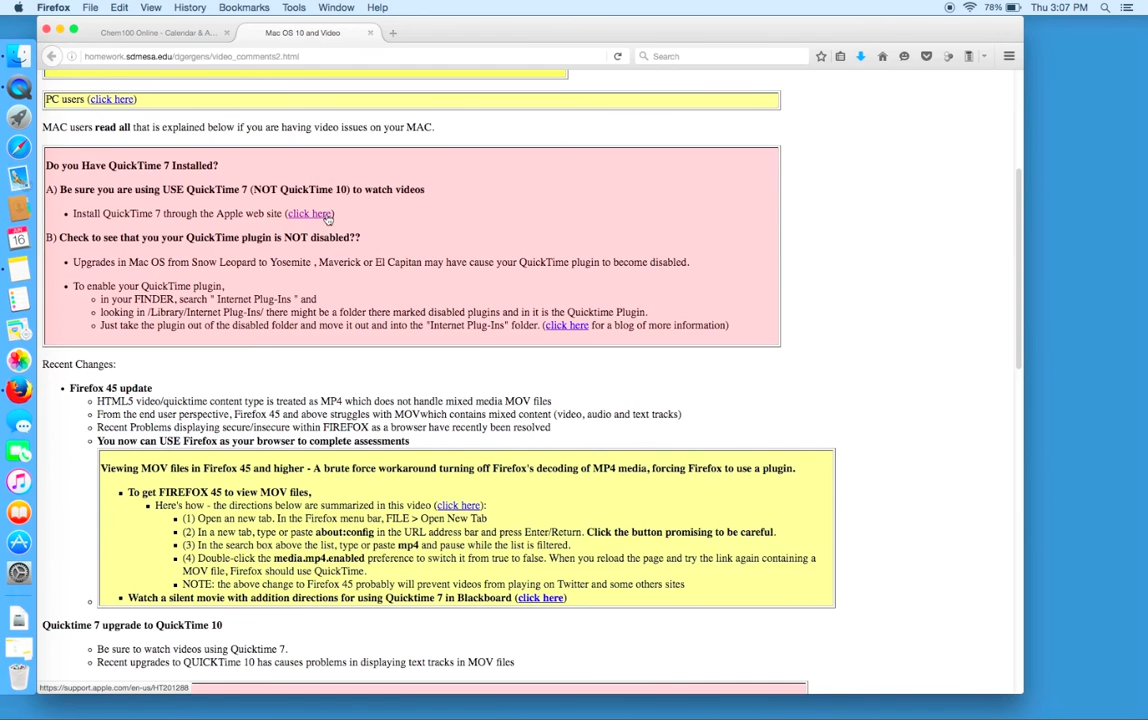 Firefox File Edit View History Bookmarks Tools Window Help 78% Thu 3:07 PM
Chem100 Online - Calendar & A... Mac OS 10 and Video
homework.sdmesa.edu/dgergens/video_comments2.html Search
PC users (click here)
MAC users read all that is explained below if you are having video issues on your MAC.
Do you Have QuickTime 7 Installed?
A) Be sure you are using USE QuickTime 7 (NOT QuickTime 10) to watch videos
• Install QuickTime 7 through the Apple web site (click here)
B) Check to see that you your QuickTime plugin is NOT disabled??
• Upgrades in Mac OS from Snow Leopard to Yosemite , Maverick or El Capitan may have cause your QuickTime plugin to become disabled.
• To enable your QuickTime plugin,
in your FINDER, search " Internet Plug-Ins " and
looking in /Library/Internet Plug-Ins/ there might be a folder there marked disabled plugins and in it is the Quicktime Plugin.
Just take the plugin out of the disabled folder and move it out and into the "Internet Plug-Ins" folder. (click here for a blog of more information)
Recent Changes:
• Firefox 45 update
HTML5 video/quicktime content type is treated as MP4 which does not handle mixed media MOV files
From the end user perspective, Firefox 45 and above struggles with MOVwhich contains mixed content (video, audio and text tracks)
Recent Problems displaying secure/insecure within FIREFOX as a browser have recently been resolved
You now can USE Firefox as your browser to complete assessments
Viewing MOV files in Firefox 45 and higher - A brute force workaround turning off Firefox's decoding of MP4 media, forcing Firefox to use a plugin.
To get FIREFOX 45 to view MOV files,
Here's how - the directions below are summarized in this video (click here):
(1) Open an new tab. In the Firefox menu bar, FILE > Open New Tab
(2) In a new tab, type or paste about:config in the URL address bar and press Enter/Return. Click the button promising to be careful.
(3) In the search box above the list, type or paste mp4 and pause while the list is filtered.
(4) Double-click the media.mp4.enabled preference to switch it from true to false. When you reload the page and try the link again containing a
MOV file, Firefox should use QuickTime.
NOTE: the above change to Firefox 45 probably will prevent videos from playing on Twitter and some others sites
Watch a silent movie with addition directions for using Quicktime 7 in Blackboard (click here)
Quicktime 7 upgrade to QuickTime 10
Be sure to watch videos using Quicktime 7.
Recent upgrades to QUICKTime 10 has causes problems in displaying text tracks in MOV files
https://support.apple.com/en-us/HT201288
JUN
16